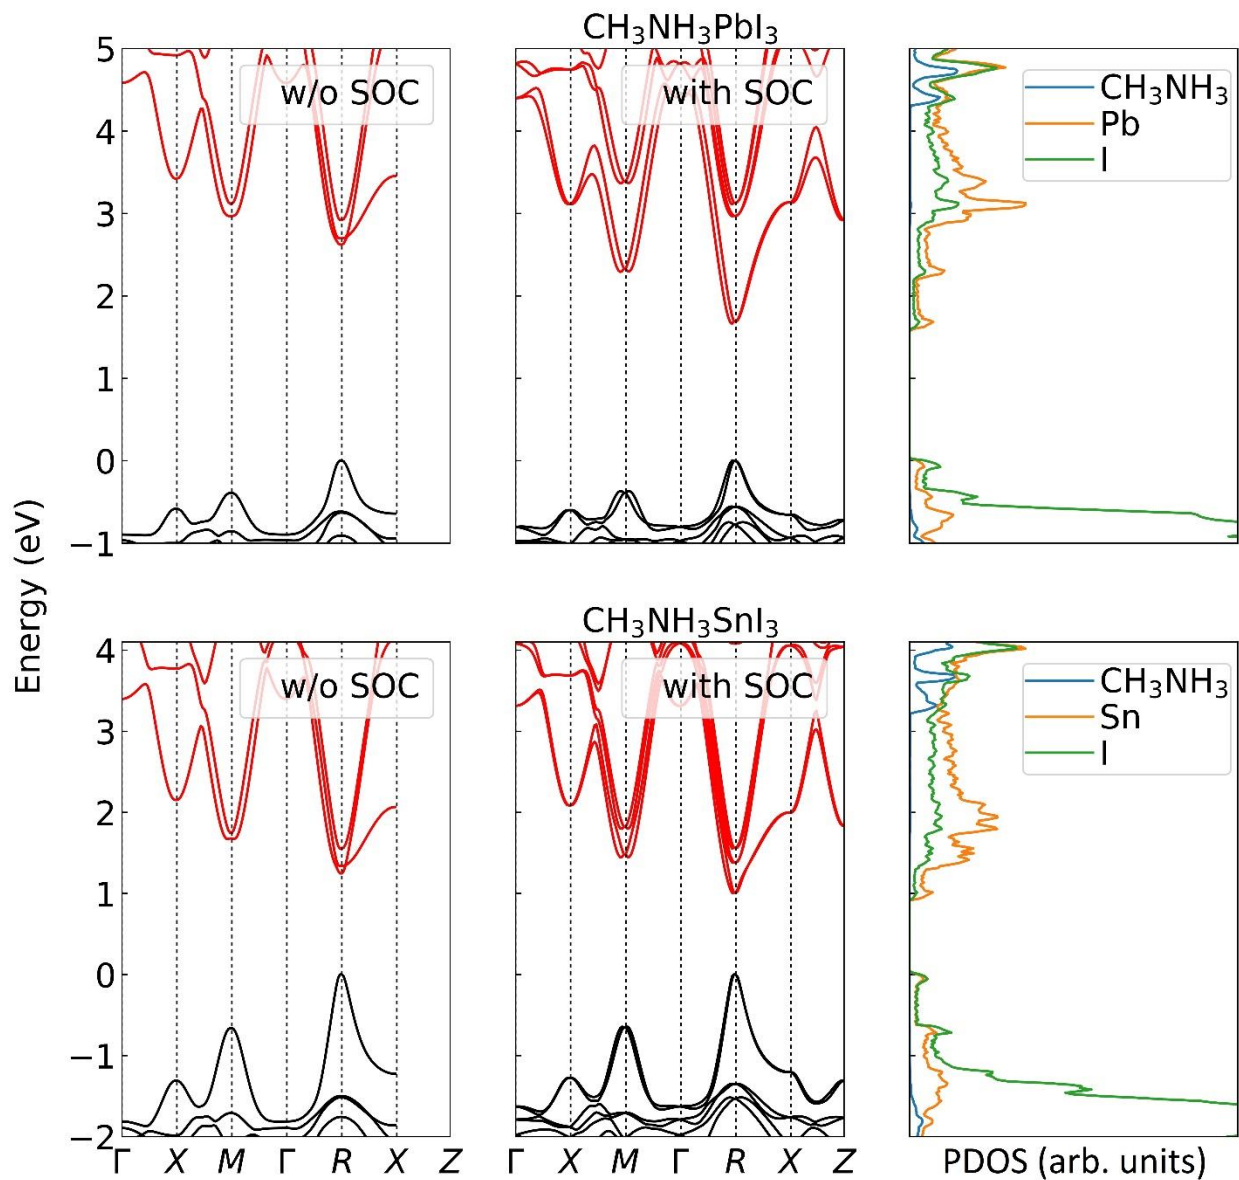 CH₃NH₃PbI₃
5
4
3
2
1
0
−1
w/o SOC
with SOC
CH₃NH₃
Pb
I
Energy (eV)
CH₃NH₃SnI₃
4
3
2
1
0
−1
−2
w/o SOC
with SOC
CH₃NH₃
Sn
I
Γ X M Γ R X Z
Γ X M Γ R X Z
PDOS (arb. units)